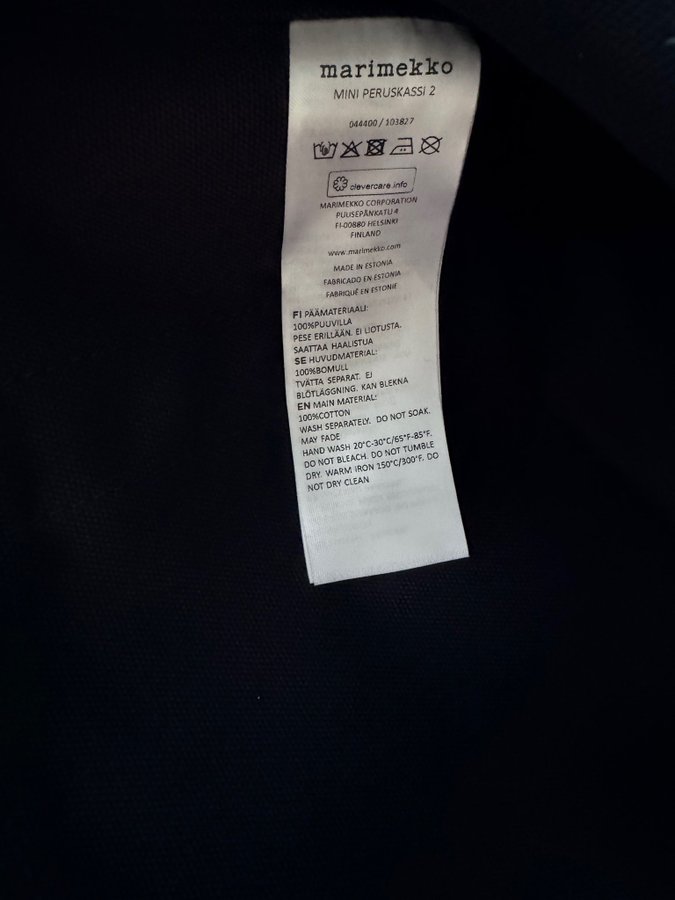 marimekko
MINI PERUSKASSI 2
044400 / 103827
clevercare.info
MARIMEKKO CORPORATION
PUUSEPÄNKATU 4
FI-00880 HELSINKI
FINLAND
www.marimekko.com
MADE IN ESTONIA
FABRICADO EN ESTONIA
FABRIQUÉ EN ESTONIE
FI PÄÄMATERIAALI:
100%PUUVILLA
PESE ERILLÄÄN. EI LIOTUSTA.
SAATTAA HAALISTUA
SE HUVUDMATERIAL:
100%BOMULL
TVÄTTA SEPARAT. EJ
BLÖTLÄGGNING. KAN BLEKNA
EN MAIN MATERIAL:
100%COTTON
WASH SEPARATELY. DO NOT SOAK.
MAY FADE
HAND WASH 20°C-30°C/65°F-85°F.
DO NOT BLEACH. DO NOT TUMBLE
DRY. WARM IRON 150°C/300°F. DO
NOT DRY CLEAN